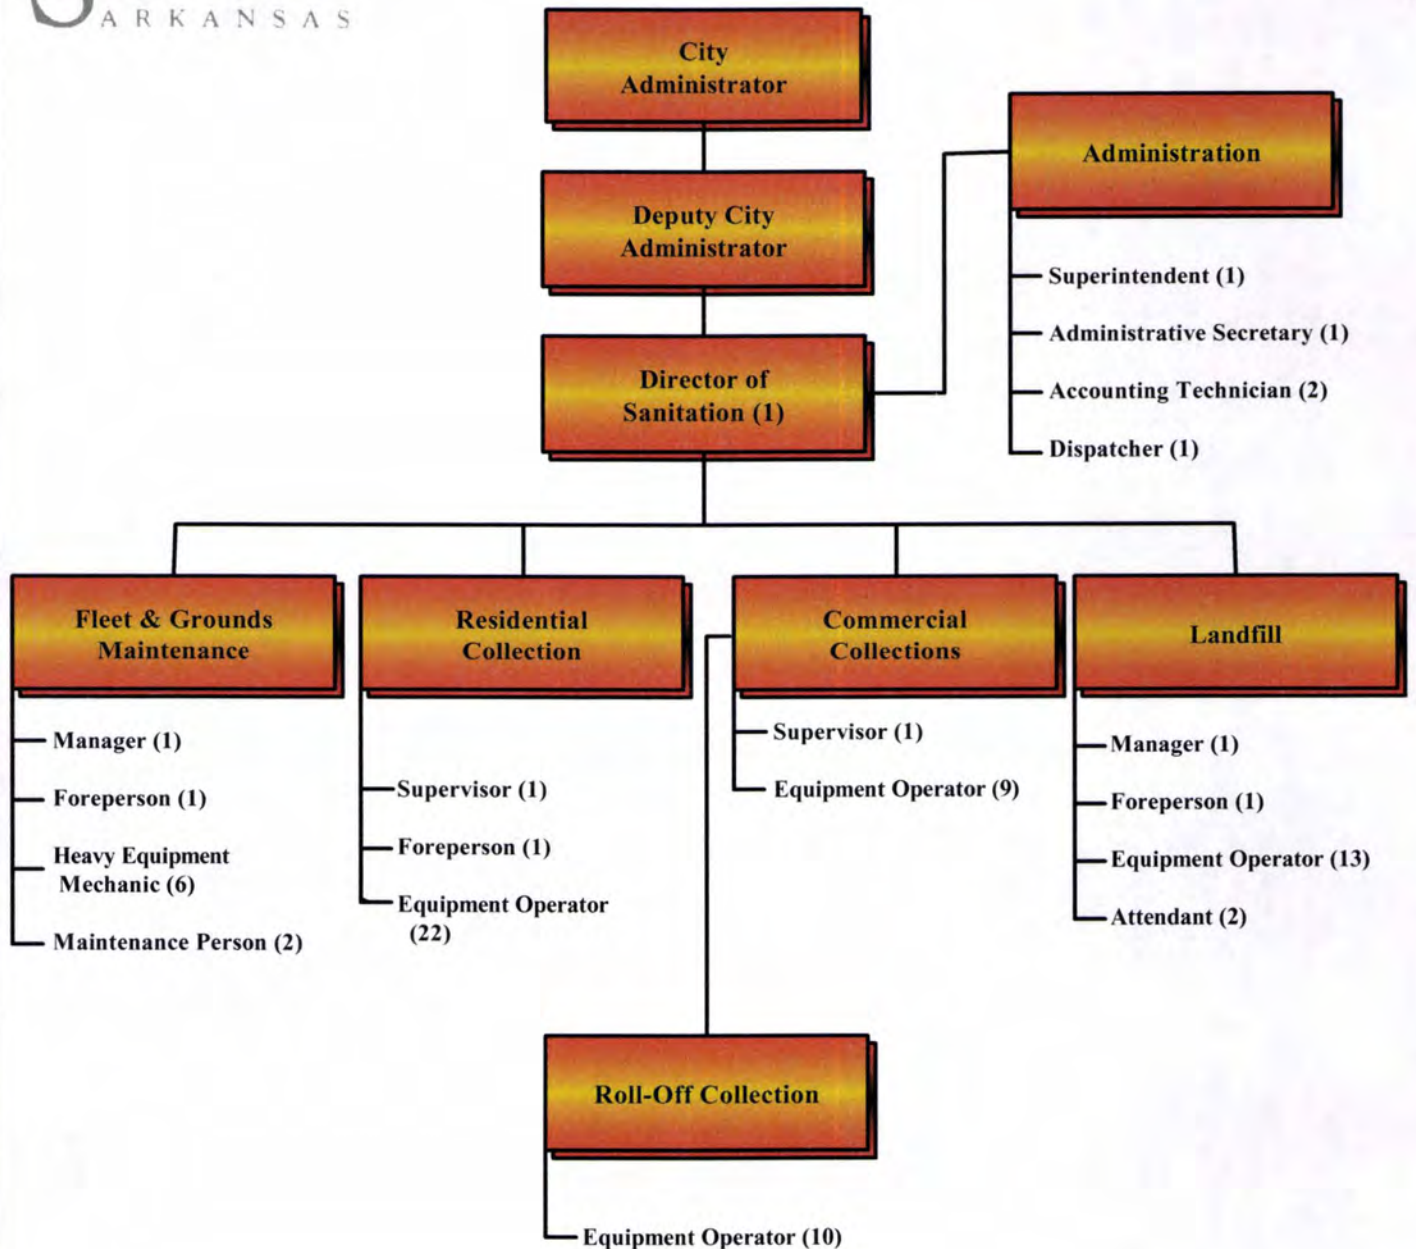 ARKANSAS
City
Administrator
Administration
Deputy City
Administrator
Superintendent (1)
Administrative Secretary (1)
Accounting Technician (2)
Dispatcher (1)
Director of
Sanitation (1)
Fleet & Grounds
Maintenance
Manager (1)
Foreperson (1)
Heavy Equipment
Mechanic (6)
Maintenance Person (2)
Residential
Collection
Supervisor (1)
Foreperson (1)
Equipment Operator
(22)
Commercial
Collections
Supervisor (1)
Equipment Operator (9)
Landfill
Manager (1)
Foreperson (1)
Equipment Operator (13)
Attendant (2)
Roll-Off Collection
Equipment Operator (10)